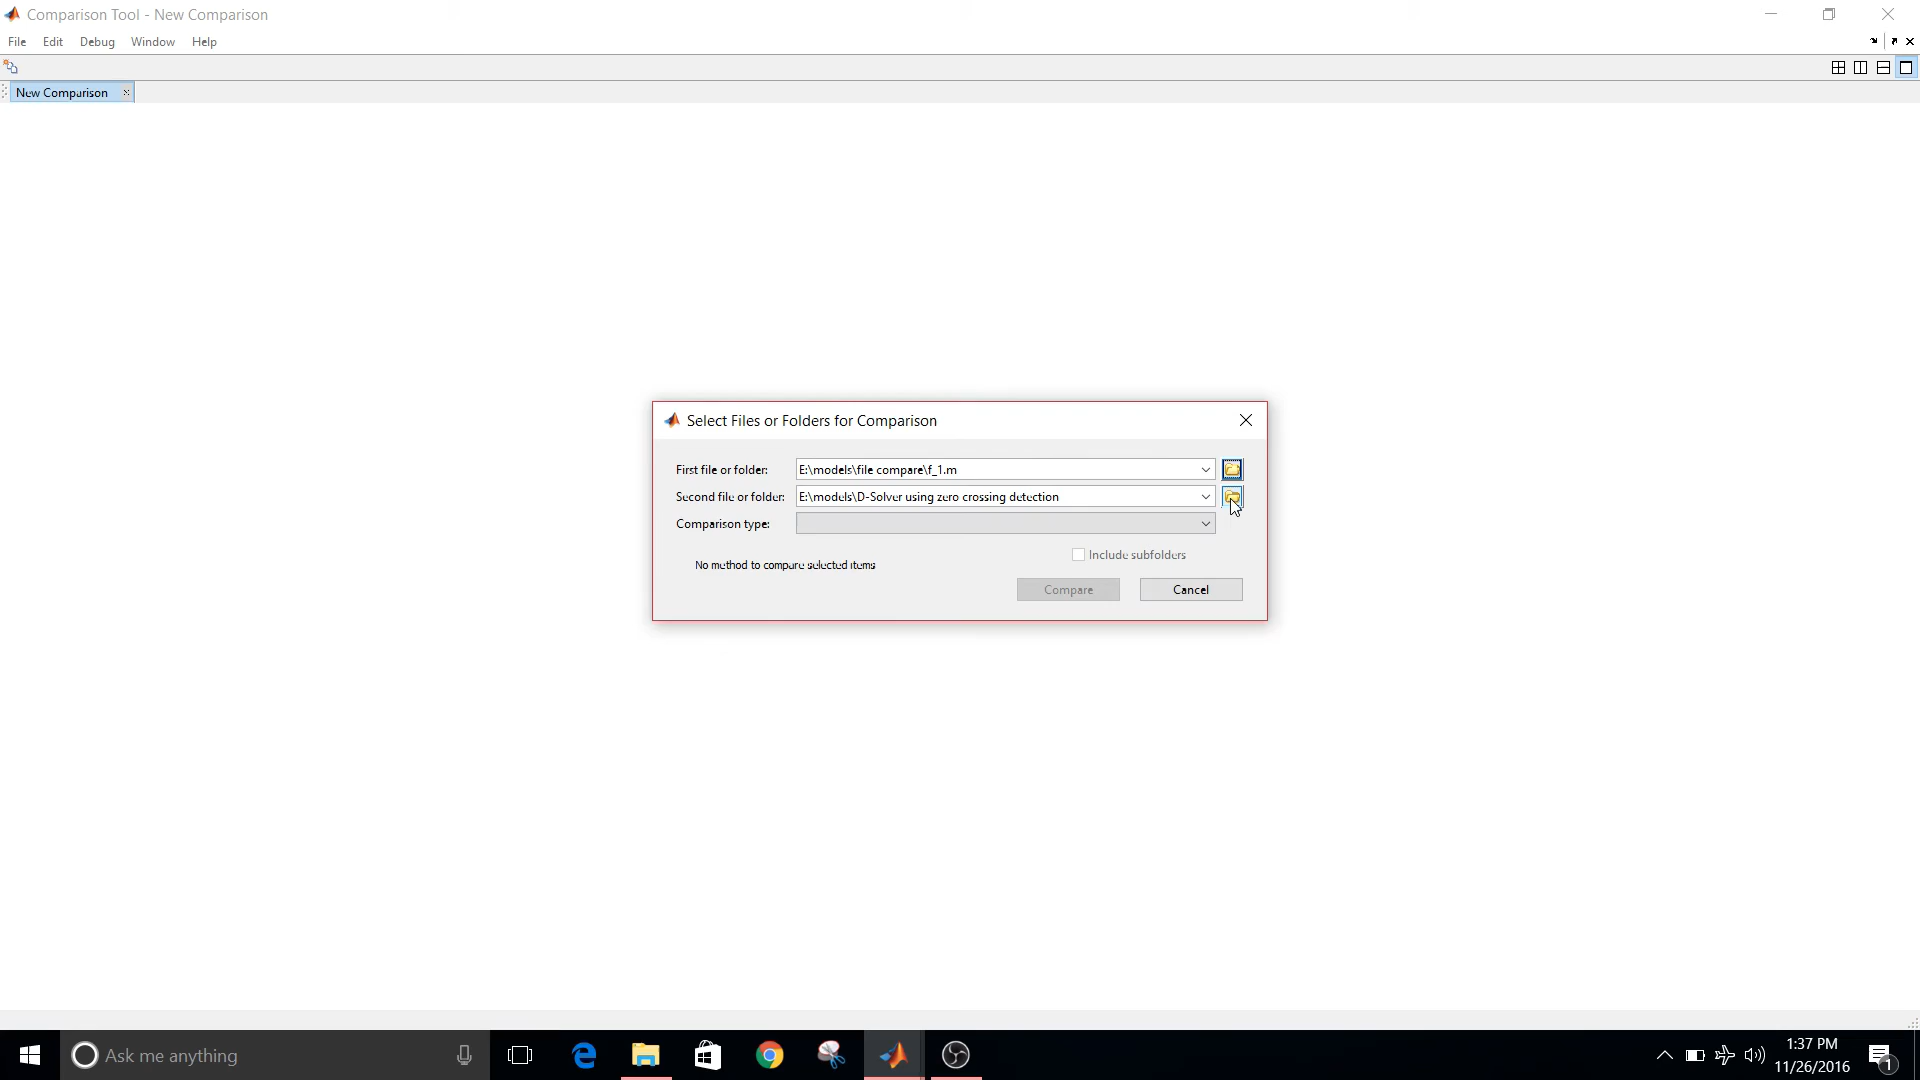 Comparison Tool - New Comparison
File Edit Debug Window Help
New Comparison
Select Files or Folders for Comparison
First file or folder: E:\models\file compare\f_1.m
Second file or folder: E:\models\D-Solver using zero crossing detection
Comparison type:
Include subfolders
No method to compare selected items
Compare Cancel
Ask me anything
1:37 PM
11/26/2016
1